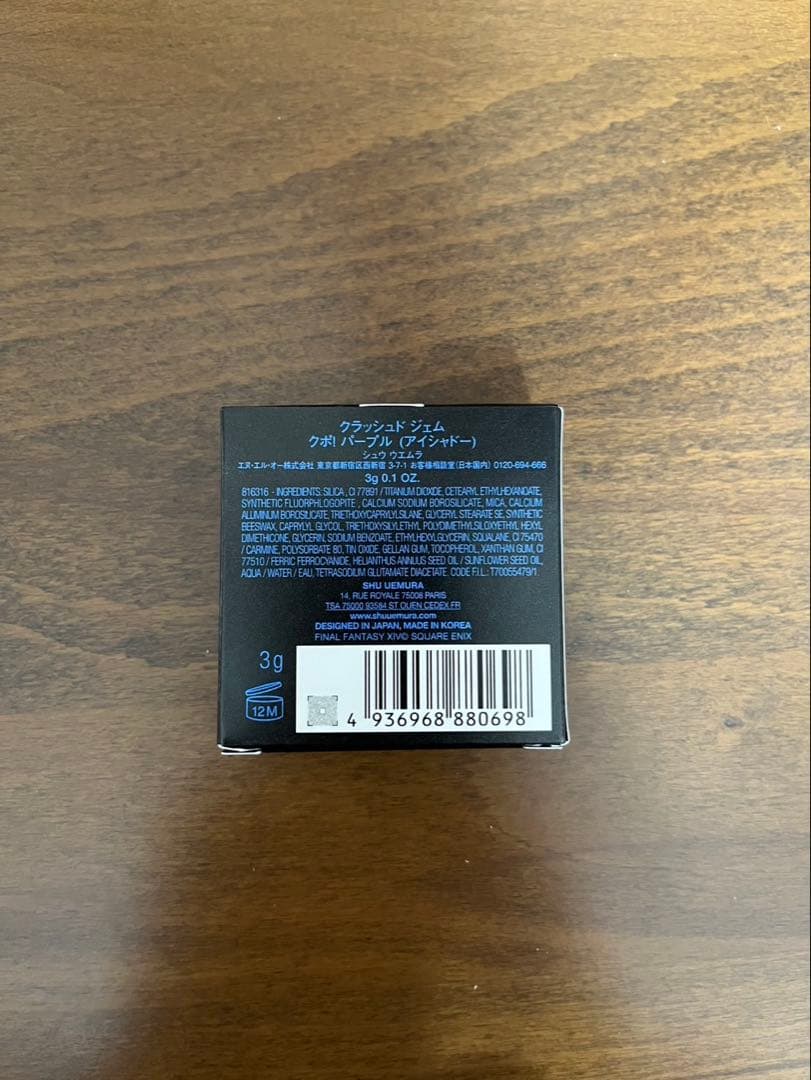 クラッシュド ジェム
クポ! パープル (アイシャドー)
シュウ ウエムラ
エヌ・エル・オー株式会社 東京都新宿区西新宿 3-7-1 お客様相談室(日本国内) 0120-694-666
3g 0.1 OZ.
816316 - INGREDIENTS: SILICA , CI 77891 / TITANIUM DIOXIDE, CETEARYL ETHYLHEXANOATE,
SYNTHETIC FLUORPHLOGOPITE , CALCIUM SODIUM BOROSILICATE, MICA, CALCIUM
ALUMINUM BOROSILICATE, TRIETHOXYCAPRYLYLSILANE, GLYCERYL STEARATE SE, SYNTHETIC
BEESWAX, CAPRYLYL GLYCOL, TRIETHOXYSILYLETHYL POLYDIMETHYLSILOXYETHYL HEXYL
DIMETHICONE, GLYCERIN, SODIUM BENZOATE, ETHYLHEXYLGLYCERIN, SQUALANE, CI 75470
/ CARMINE, POLYSORBATE 80, TIN OXIDE, GELLAN GUM, TOCOPHEROL, XANTHAN GUM, CI
77510 / FERRIC FERROCYANIDE, HELIANTHUS ANNUUS SEED OIL / SUNFLOWER SEED OIL,
AQUA / WATER / EAU, TETRASODIUM GLUTAMATE DIACETATE. CODE F.I.L.: T70055479/1
SHU UEMURA
14, RUE ROYALE 75008 PARIS
TSA 75000 93584 ST OUEN CEDEX FR
www.shuuemura.com
DESIGNED IN JAPAN, MADE IN KOREA
FINAL FANTASY XIV© SQUARE ENIX
3g
12M
4 936968 880698